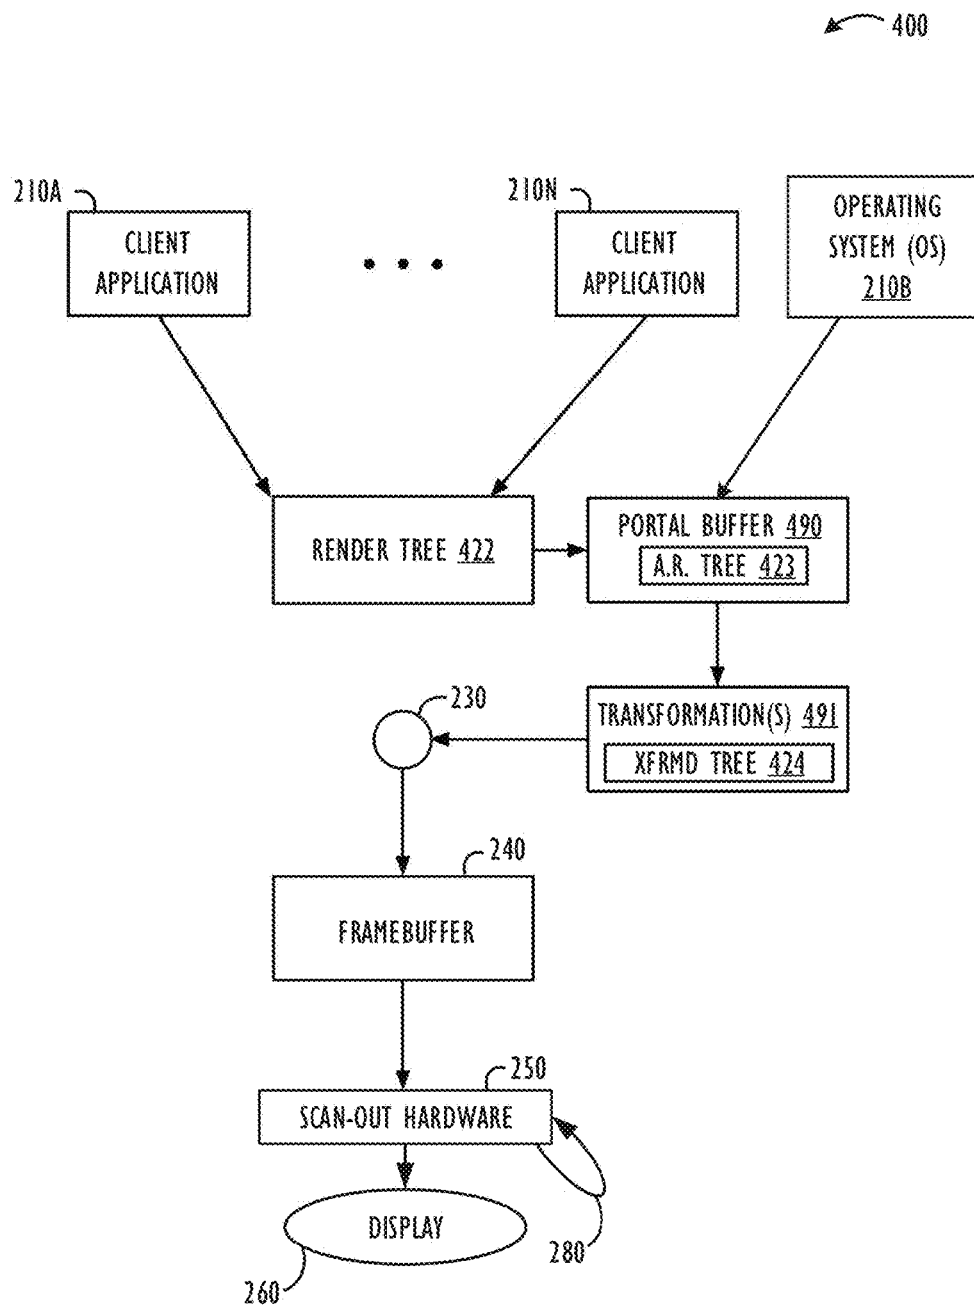 400
210A
CLIENT
APPLICATION
210N
CLIENT
APPLICATION
OPERATING
SYSTEM (OS)
210B
RENDER TREE 422
PORTAL BUFFER 490
A.R. TREE 423
TRANSFORMATION(S) 491
XFRMD TREE 424
230
240
FRAMEBUFFER
250
SCAN-OUT HARDWARE
DISPLAY
260
280